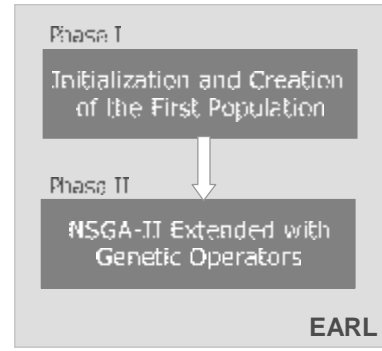 Phase I
Initialization and Creation
of the First Population
Phase II
NSGA-II Extended with
Genetic Operators
EARL